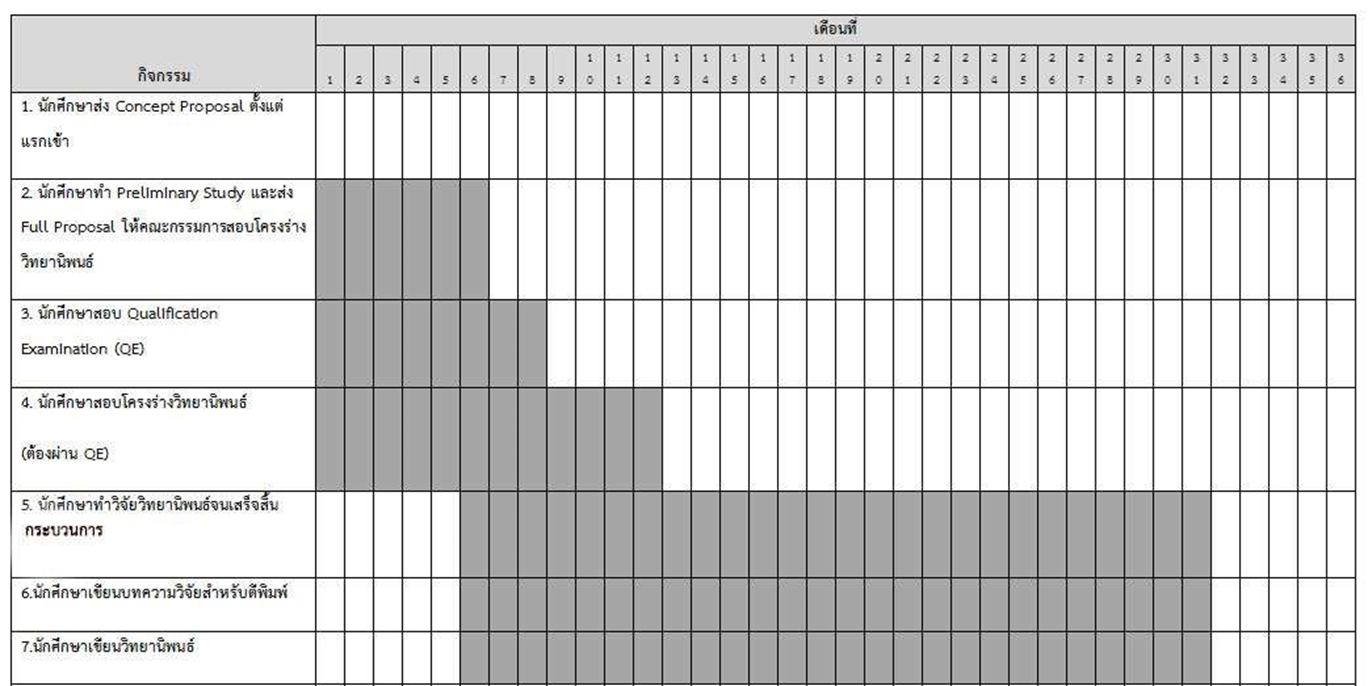 เดือนที่
กิจกรรม
1 2 3 4 5 6 7 8 9 10 11 12 13 14 15 16 17 18 19 20 21 22 23 24 25 26 27 28 29 30 31 32 33 34 35 36
1. นักศึกษาส่ง Concept Proposal ตั้งแต่
แรกเข้า
2. นักศึกษาทำ Preliminary Study และส่ง
Full Proposal ให้คณะกรรมการสอบโครงร่าง
วิทยานิพนธ์
3. นักศึกษาสอบ Qualification
Examination (QE)
4. นักศึกษาสอบโครงร่างวิทยานิพนธ์
(ต้องผ่าน QE)
5. นักศึกษาทำวิจัยวิทยานิพนธ์จนเสร็จสิ้น
กระบวนการ
6.นักศึกษาเขียนบทความวิจัยสำหรับตีพิมพ์
7.นักศึกษาเขียนวิทยานิพนธ์